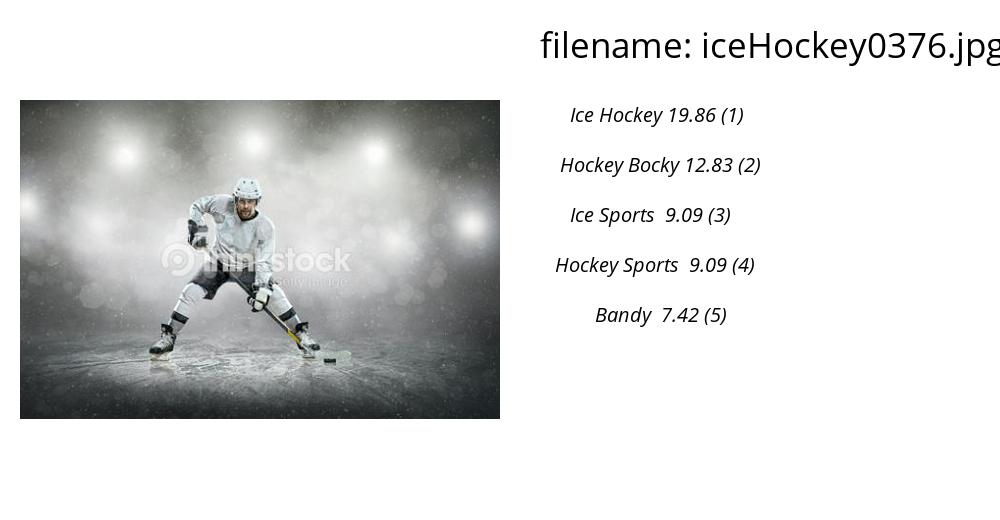 filename: iceHockey0376.jpg
Ice Hockey 19.86 (1)
Hockey Bocky 12.83 (2)
Ice Sports 9.09 (3)
Hockey Sports 9.09 (4)
Bandy 7.42 (5)
thinkstock
Getty Images